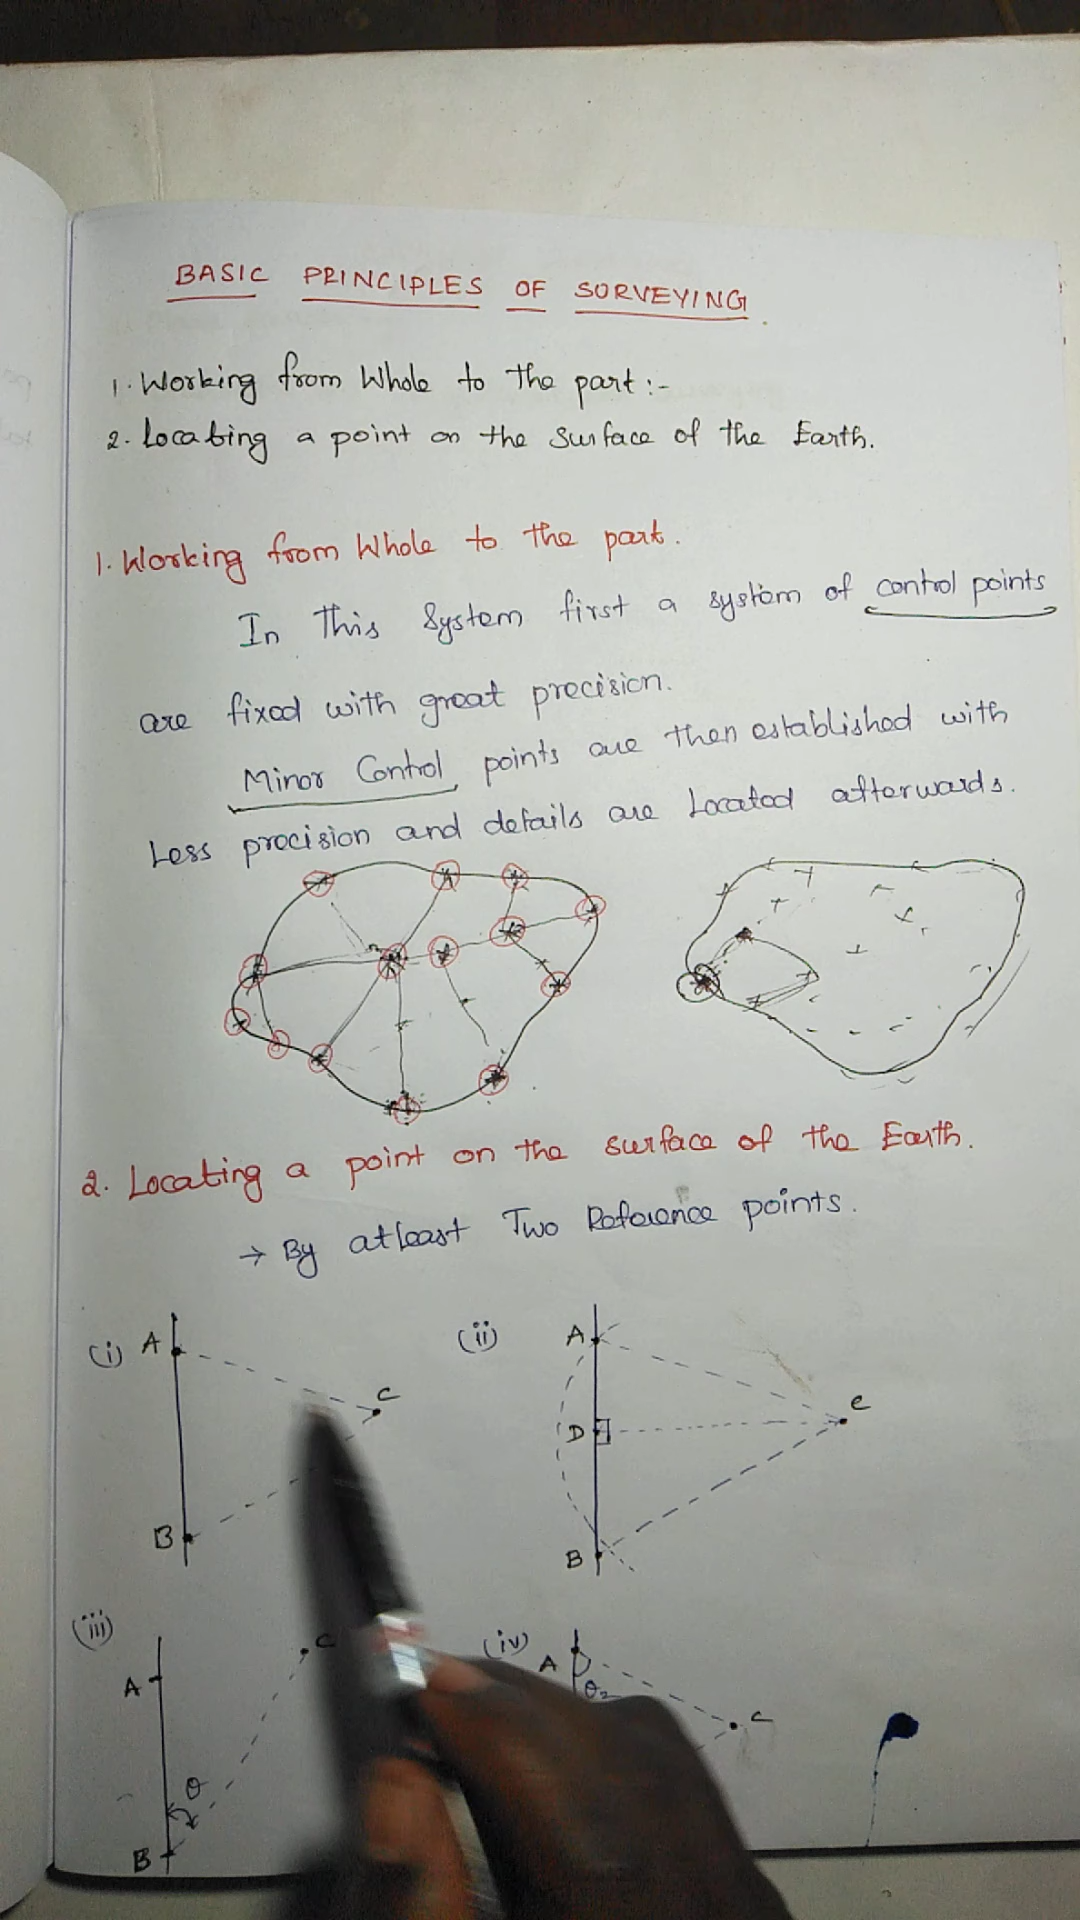 BASIC PRINCIPLES OF SORVEYING
1. Working from Whole to the part:-
2. Locating a point on the Surface of the Earth.
1. Working from Whole to the part.
In This System first a system of control points
are fixed with great precision.
Minor Control points are then established with
Less precision and details are Located afterwards.
2. Locating a point on the surface of the Earth.
→ By atleast Two Reference points.
(i) A C B
(ii) A D C B
(iii) A C θ B
(iv) A θ2 C